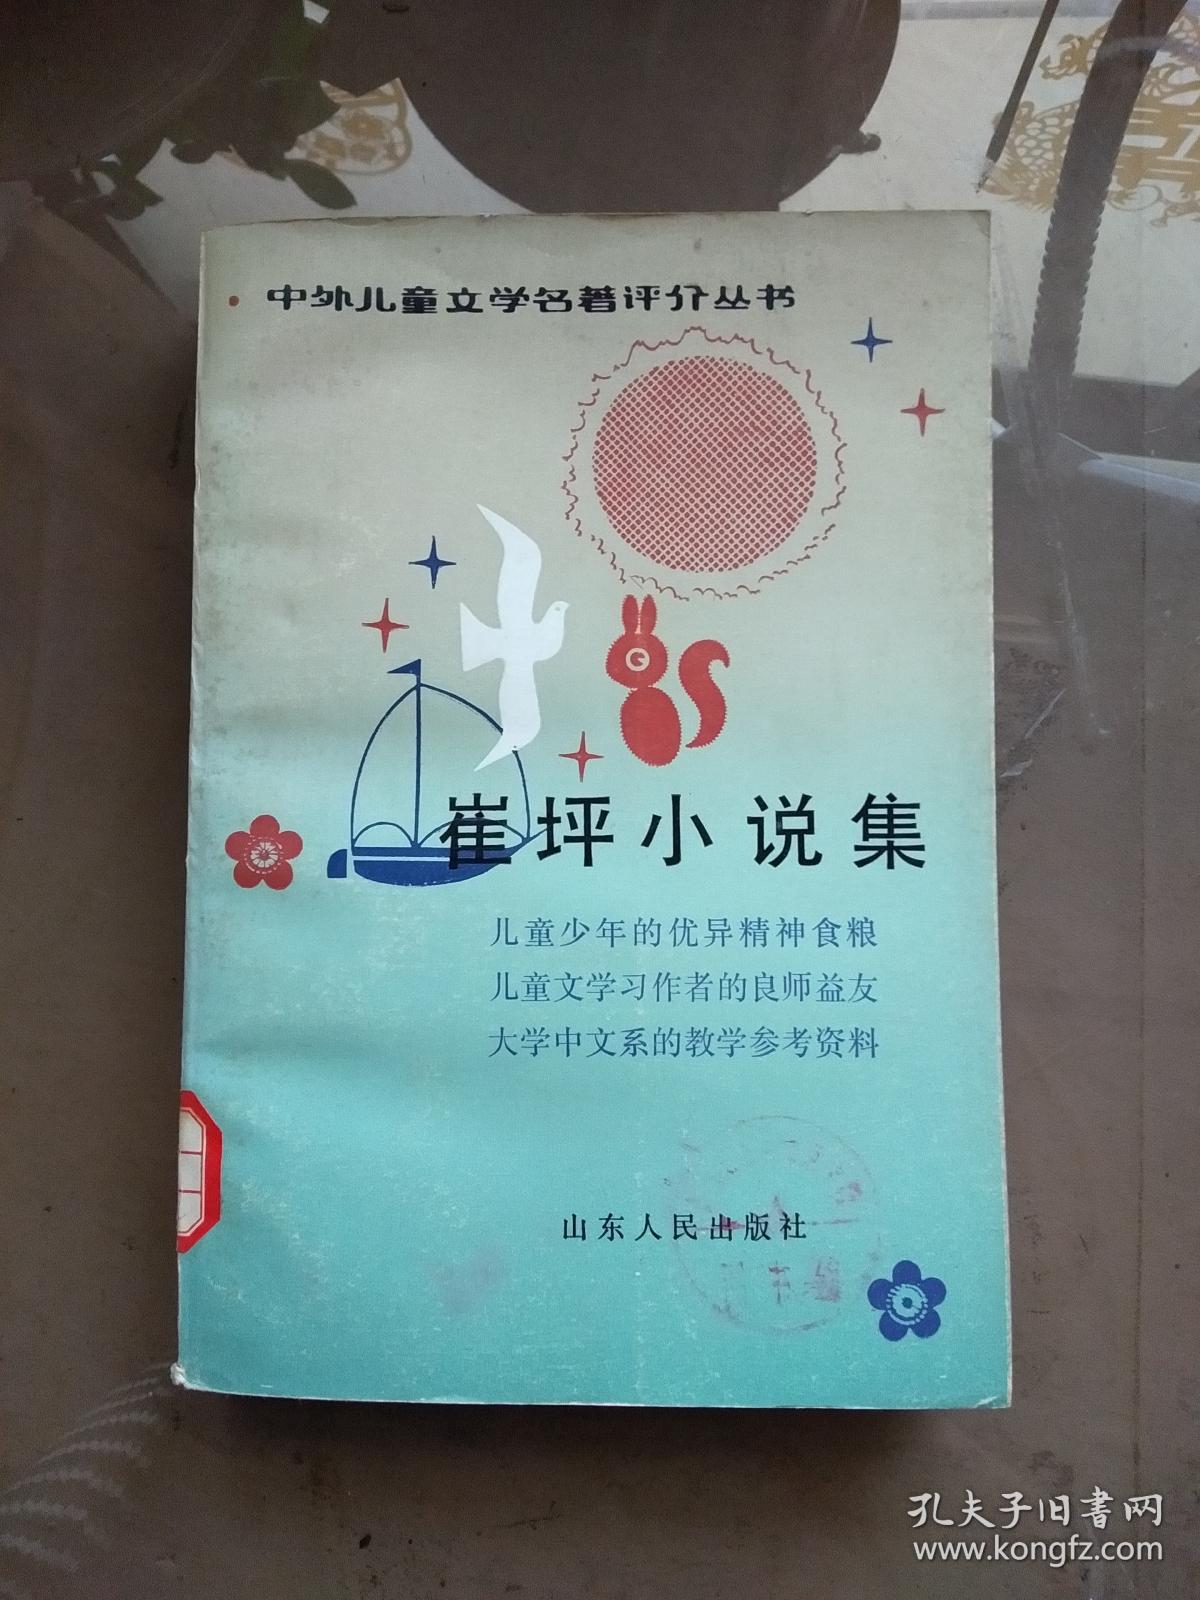 中外儿童文学名著评介丛书
崔坪小说集
儿童少年的优异精神食粮
儿童文学习作者的良师益友
大学中文系的教学参考资料
山东人民出版社
孔夫子旧书网
www.kongfz.com